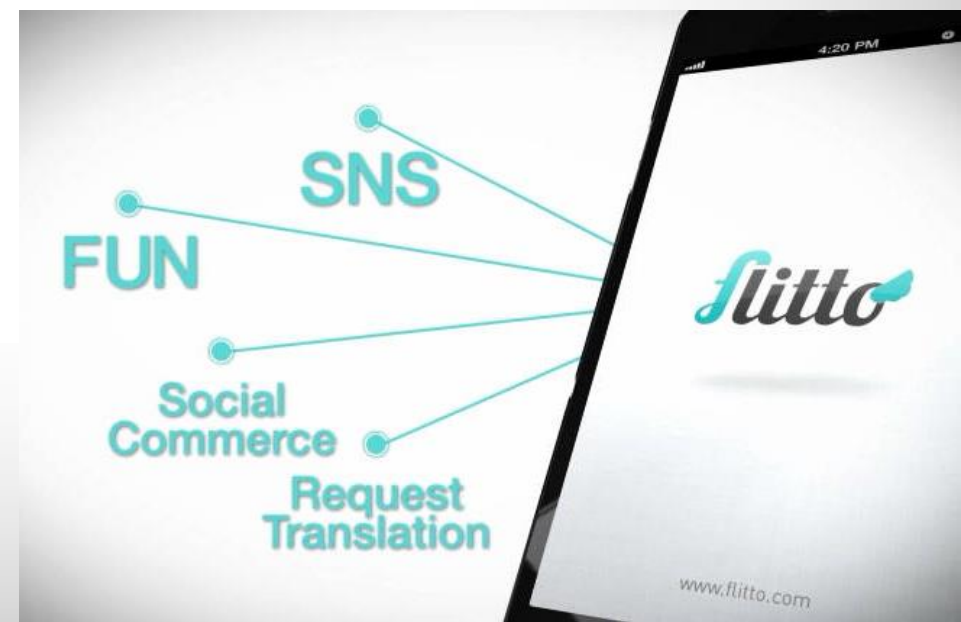 SNS
FUN
Social
Commerce
Request
Translation
4:20 PM
flitto
www.flitto.com